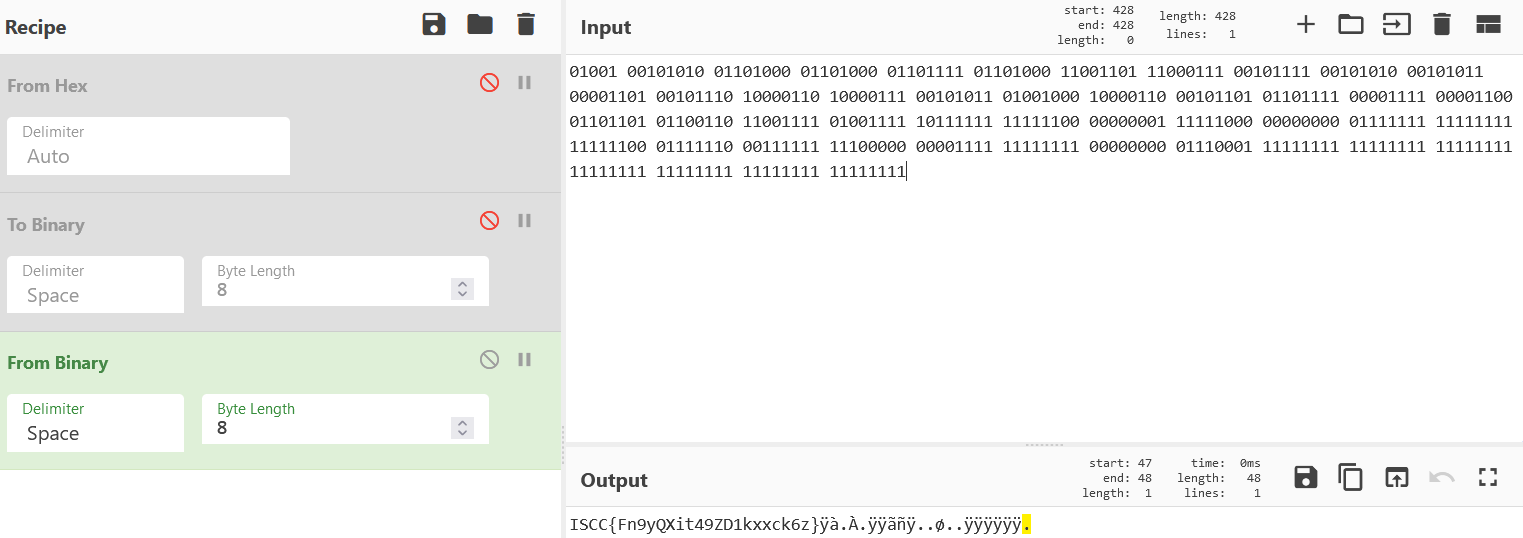 Recipe
From Hex
Delimiter
Auto
To Binary
Delimiter
Space
Byte Length
8
From Binary
Delimiter
Space
Byte Length
8
Input
start: 428
end: 428
length: 0
length: 428
lines: 1
01001 00101010 01101000 01101000 01101111 01101000 11001101 11000111 00101111 00101010 00101011
00001101 00101110 10000110 10000111 00101011 01001000 10000110 00101101 01101111 00001111 00001100
01101101 01100110 11001111 01001111 10111111 11111100 00000001 11111000 00000000 01111111 11111111
11111100 01111110 00111111 11100000 00001111 11111111 00000000 01110001 11111111 11111111 11111111
11111111 11111111 11111111 11111111
Output
start: 47
end: 48
length: 1
time: 0ms
length: 48
lines: 1
ISCC{Fn9yQXit49ZD1kxxck6z}ÿà.À.ÿÿãñÿ..ø..ÿÿÿÿÿÿ.